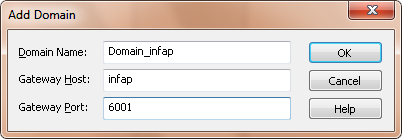 Add Domain
Domain Name: Domain_infap OK
Gateway Host: infap Cancel
Gateway Port: 6001 Help